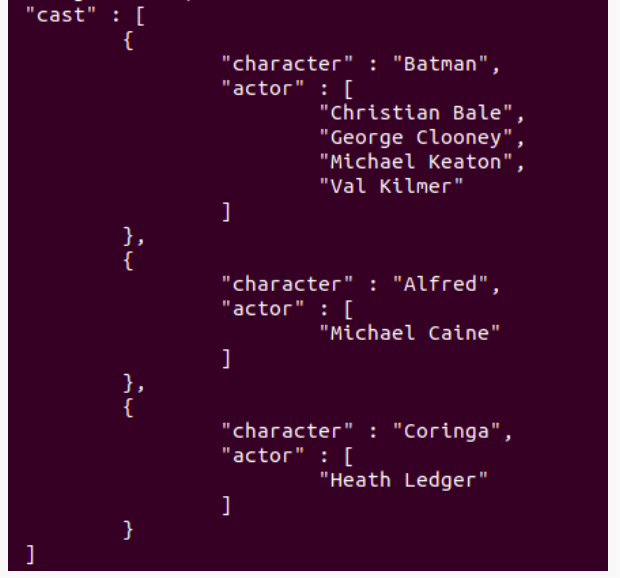 "cast" : [
{
"character" : "Batman",
"actor" : [
"Christian Bale",
"George Clooney",
"Michael Keaton",
"Val Kilmer"
]
},
{
"character" : "Alfred",
"actor" : [
"Michael Caine"
]
},
{
"character" : "Coringa",
"actor" : [
"Heath Ledger"
]
}
]